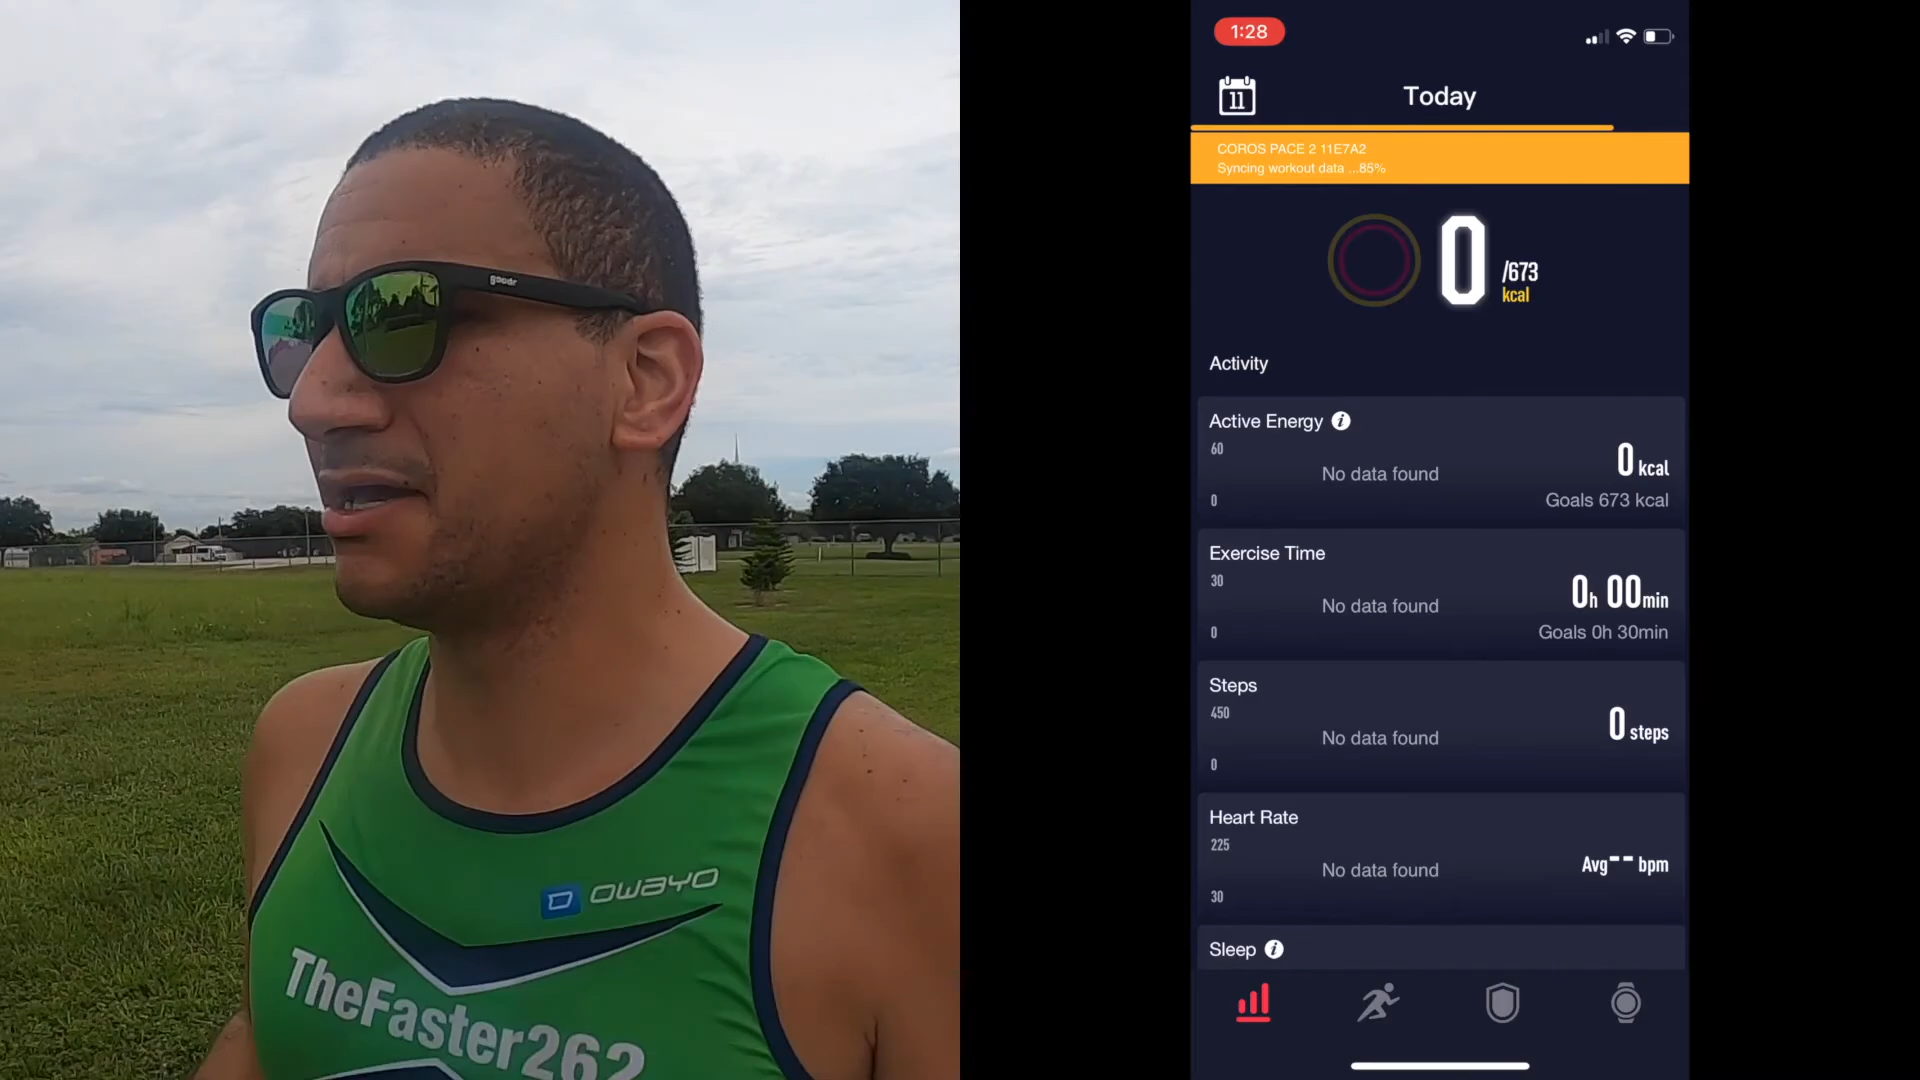 goodr
OWAYO
TheFaster262
1:28
11
Today
COROS PACE 2 11E7A2
Syncing workout data ...85%
0
/673
kcal
Activity
Active Energy
60
No data found
0 kcal
0
Goals 673 kcal
Exercise Time
30
No data found
0h 00min
0
Goals 0h 30min
Steps
450
No data found
0 steps
0
Heart Rate
225
No data found
Avg -- bpm
30
Sleep